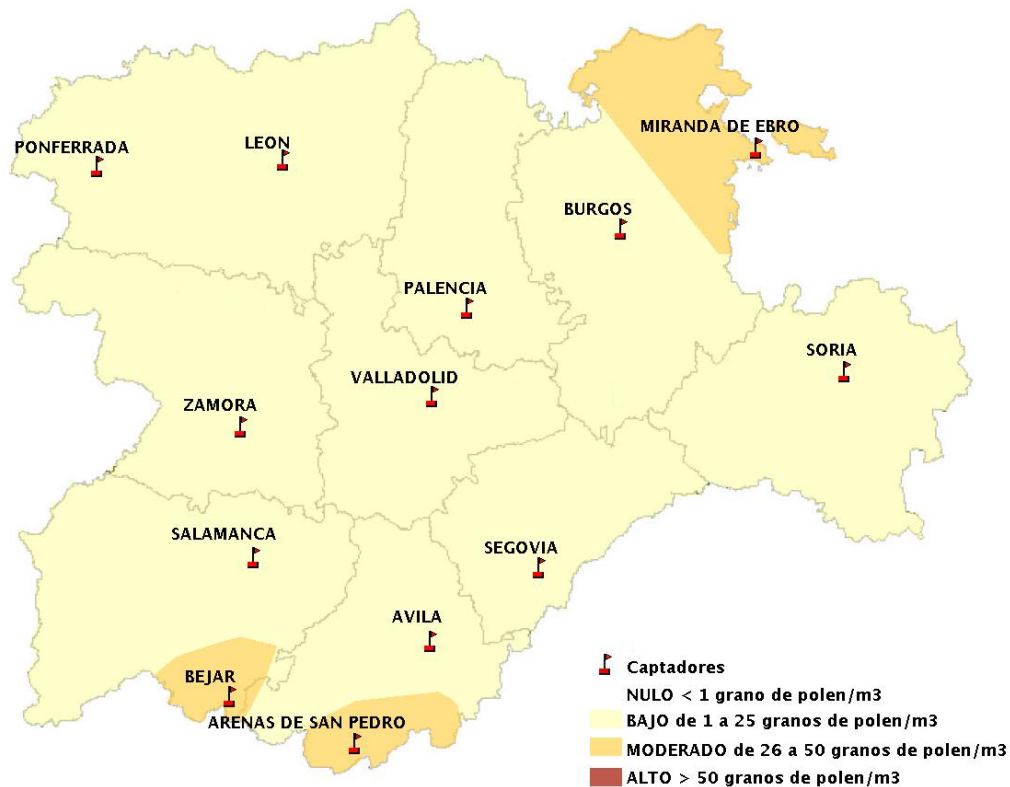 MIRANDA DE EBRO
PONFERRADA
LEON
BURGOS
PALENCIA
SORIA
VALLADOLID
ZAMORA
SALAMANCA
SEGOVIA
AVILA
BEJAR
ARENAS DE SAN PEDRO
Captadores
NULO < 1 grano de polen/m3
BAJO de 1 a 25 granos de polen/m3
MODERADO de 26 a 50 granos de polen/m3
ALTO > 50 granos de polen/m3